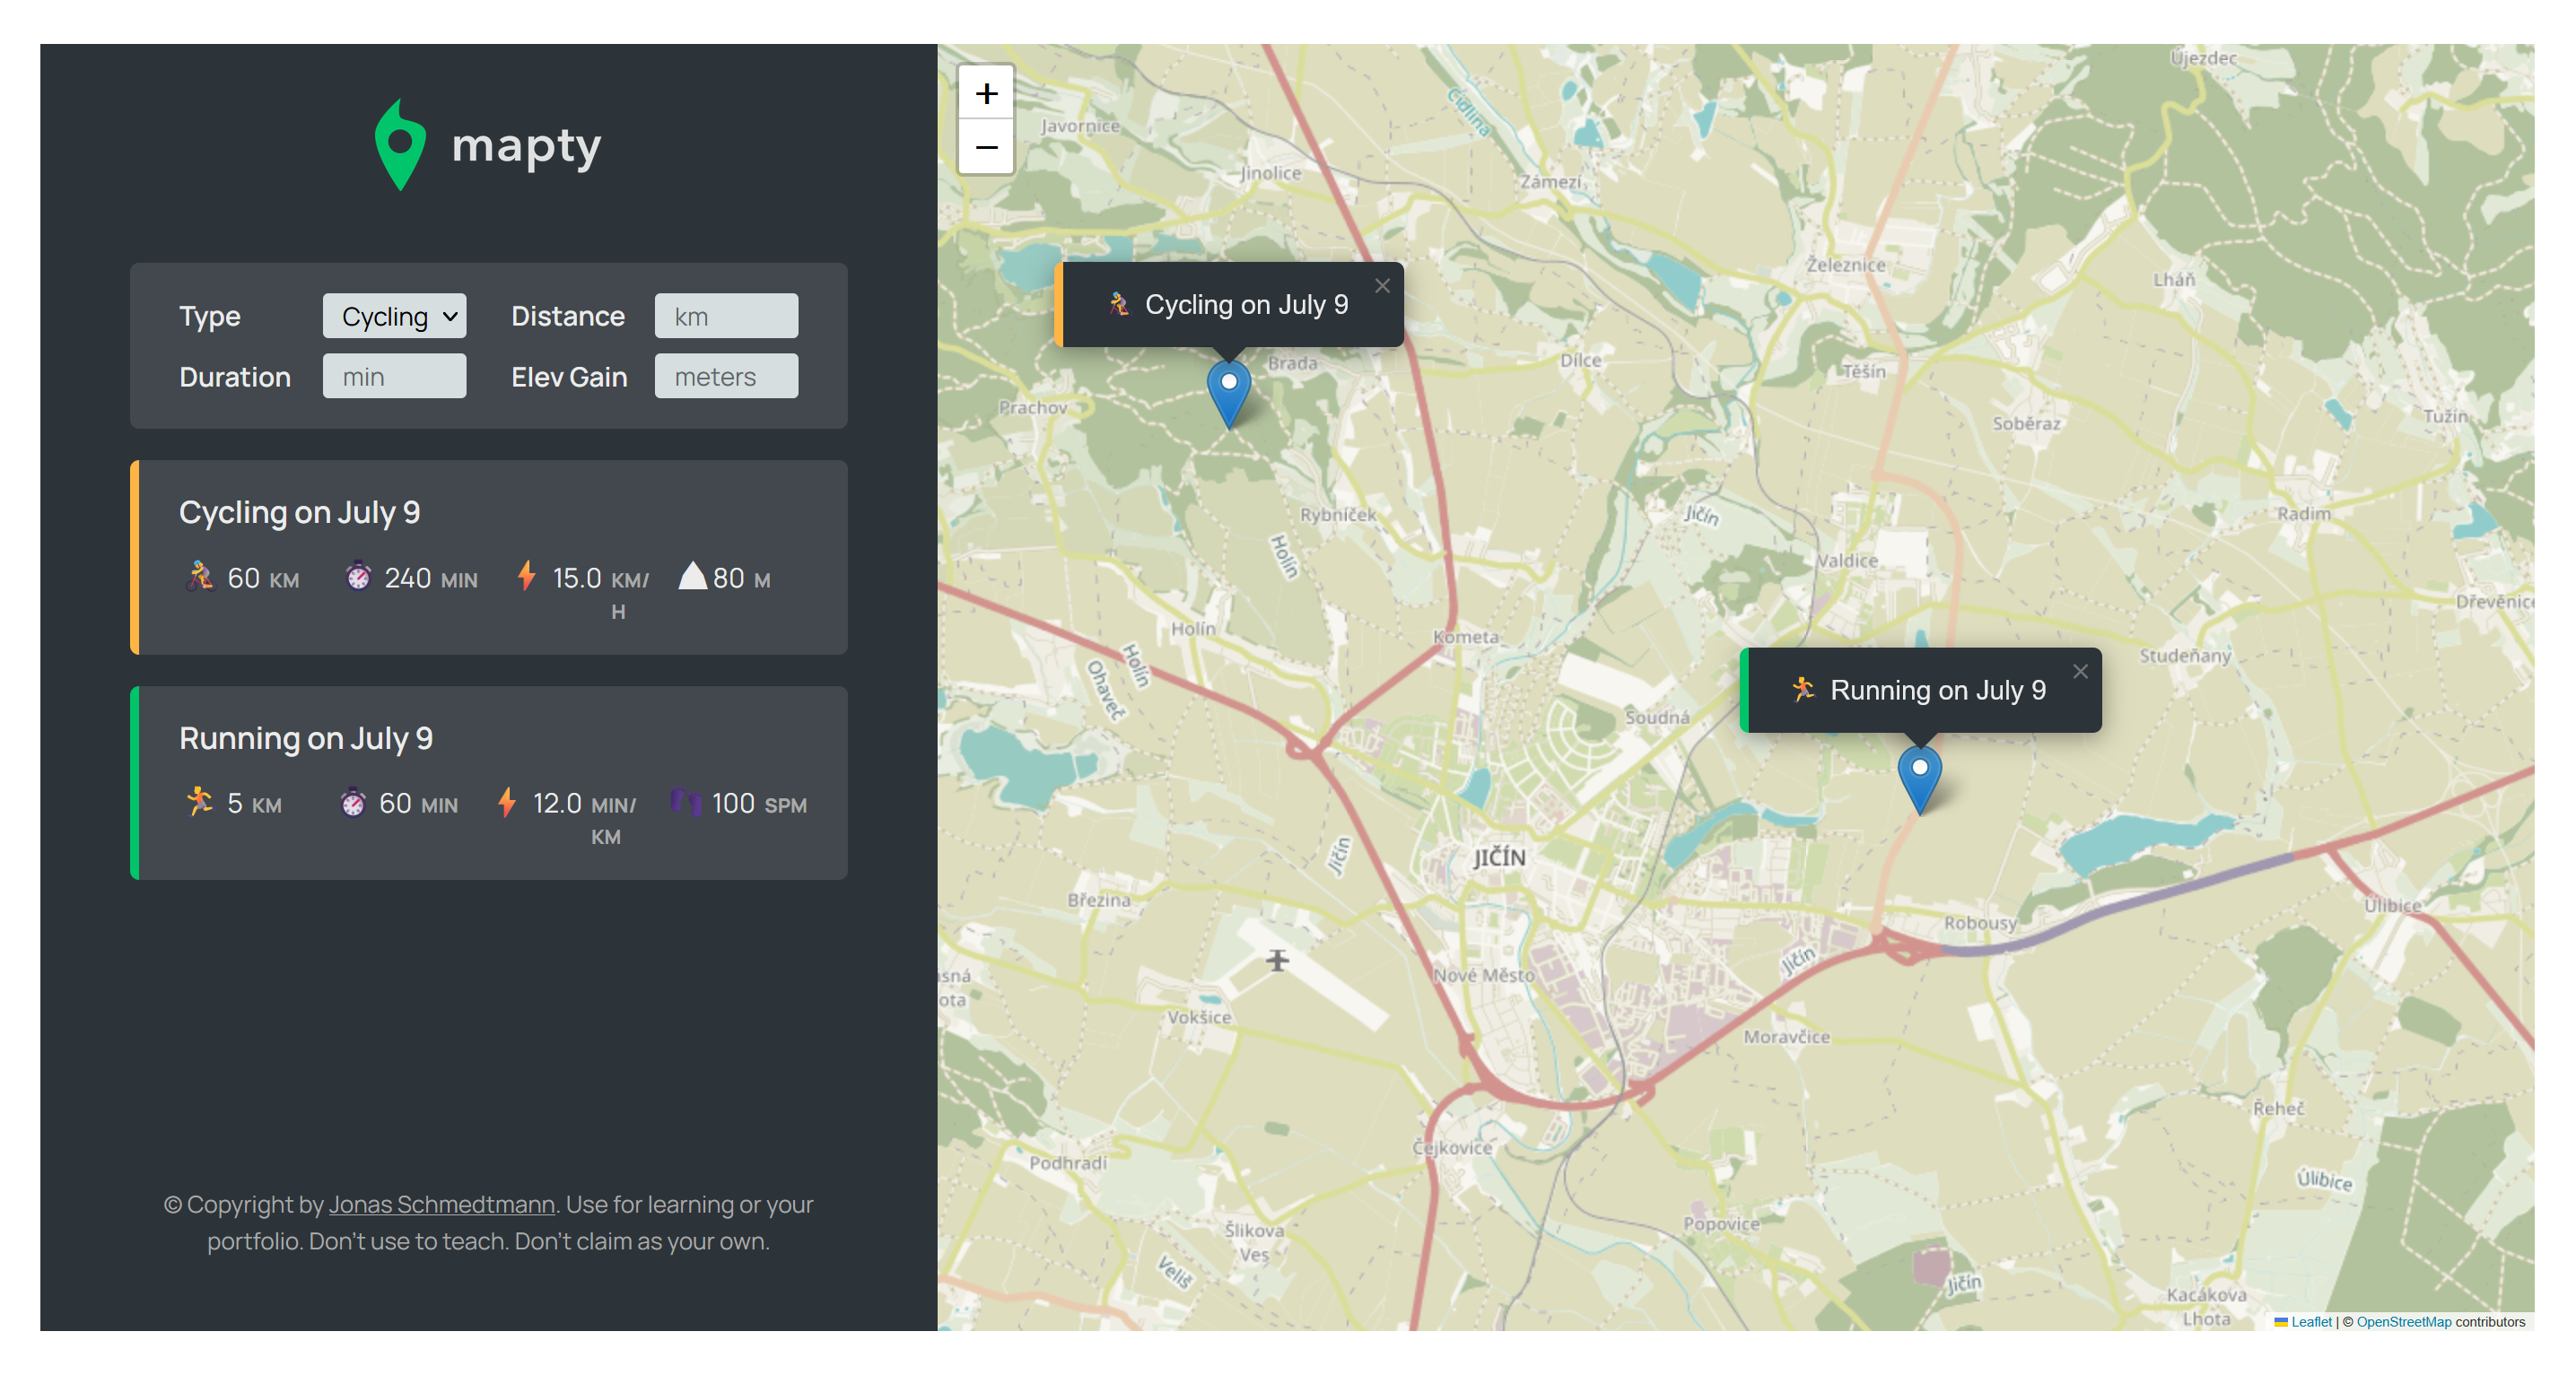 mapty
Type Cycling Distance km
Duration min Elev Gain meters
Cycling on July 9
60 KM 240 MIN 15.0 KM/
H
80 M
Running on July 9
5 KM 60 MIN 12.0 MIN/
KM
100 SPM
© Copyright by Jonas Schmedtmann. Use for learning or your
portfolio. Don't use to teach. Don't claim as your own.
+
−
Újezdec
Cidlina
Javornice
Jinolice
Zámezí
Železnice
Lháň
Cycling on July 9 ×
Brada
Dílce
Těšín
Prachov
Soběraz
Tužín
Rybníček
Jičín
Radim
Holín
Valdice
Dřevěnice
Holín
Kometa
Holín
Ohaveč
Studeňany
Running on July 9 ×
Soudná
Jičín
JIČÍN
Březina
Robousy
Úlibice
Jičín
Nové Město
Vokšice
Moravčice
Řeheč
Čejkovice
Podhradí
Úlibice
Popovice
Šlikova
Ves
Veliš
Jičín
Kacákova
Lhota
Leaflet | © OpenStreetMap contributors